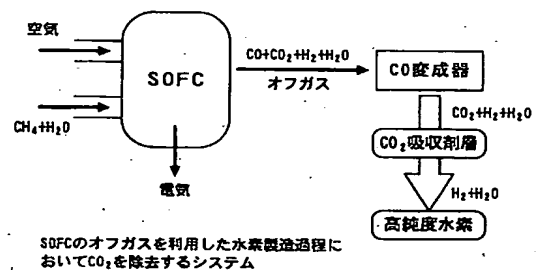 空気
SOFC
CO+CO₂+H₂+H₂O
オフガス
CO変成器
CH₄+H₂O
CO₂+H₂+H₂O
CO₂吸収剤層
電気
H₂+H₂O
高純度水素
SOFCのオフガスを利用した水素製造過程に
おいてCO₂を除去するシステム